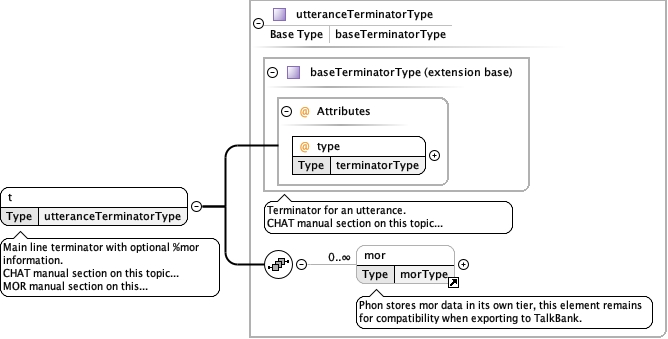 utteranceTerminatorType
Base Type baseTerminatorType
baseTerminatorType (extension base)
@ Attributes
@ type
Type terminatorType
t
Type utteranceTerminatorType
Main line terminator with optional %mor
information.
CHAT manual section on this topic...
MOR manual section on this...
Terminator for an utterance.
CHAT manual section on this topic...
0..∞
mor
Type morType
Phon stores mor data in its own tier, this element remains
for compatibility when exporting to TalkBank.